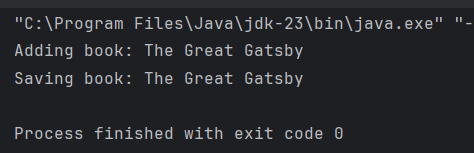 "C:\Program Files\Java\jdk-23\bin\java.exe" "-
Adding book: The Great Gatsby
Saving book: The Great Gatsby
Process finished with exit code 0